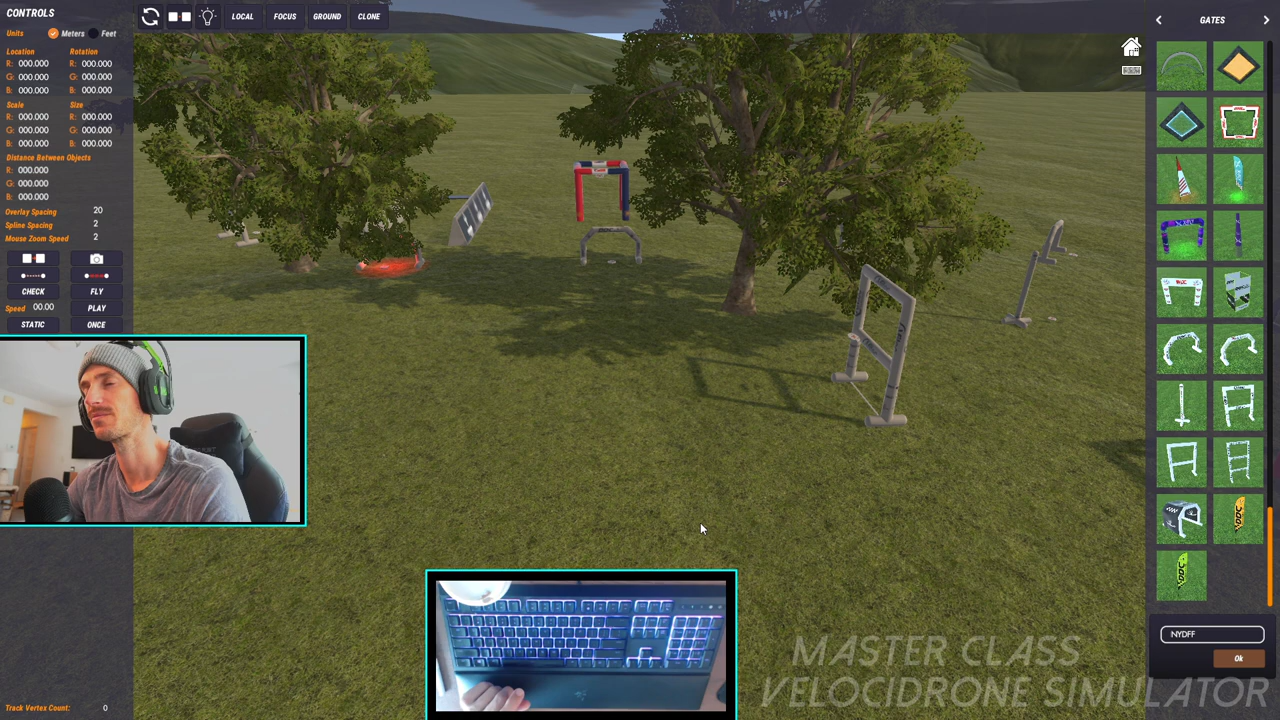 CONTROLS
Units Meters Feet
Location Rotation
R: 000.000 R: 000.000
G: 000.000 G: 000.000
B: 000.000 B: 000.000
Scale Size
R: 000.000 R: 000.000
G: 000.000 G: 000.000
B: 000.000 B: 000.000
Distance Between Objects
R: 000.000
G: 000.000
B: 000.000
Overlay Spacing 20
Spline Spacing 2
Mouse Zoom Speed 2
CHECK FLY
Speed 00.00 PLAY
STATIC ONCE
Track Vertex Count: 0
LOCAL FOCUS GROUND CLONE
GATES
NYDFF
Ok
MASTER CLASS
VELOCIDRONE SIMULATOR